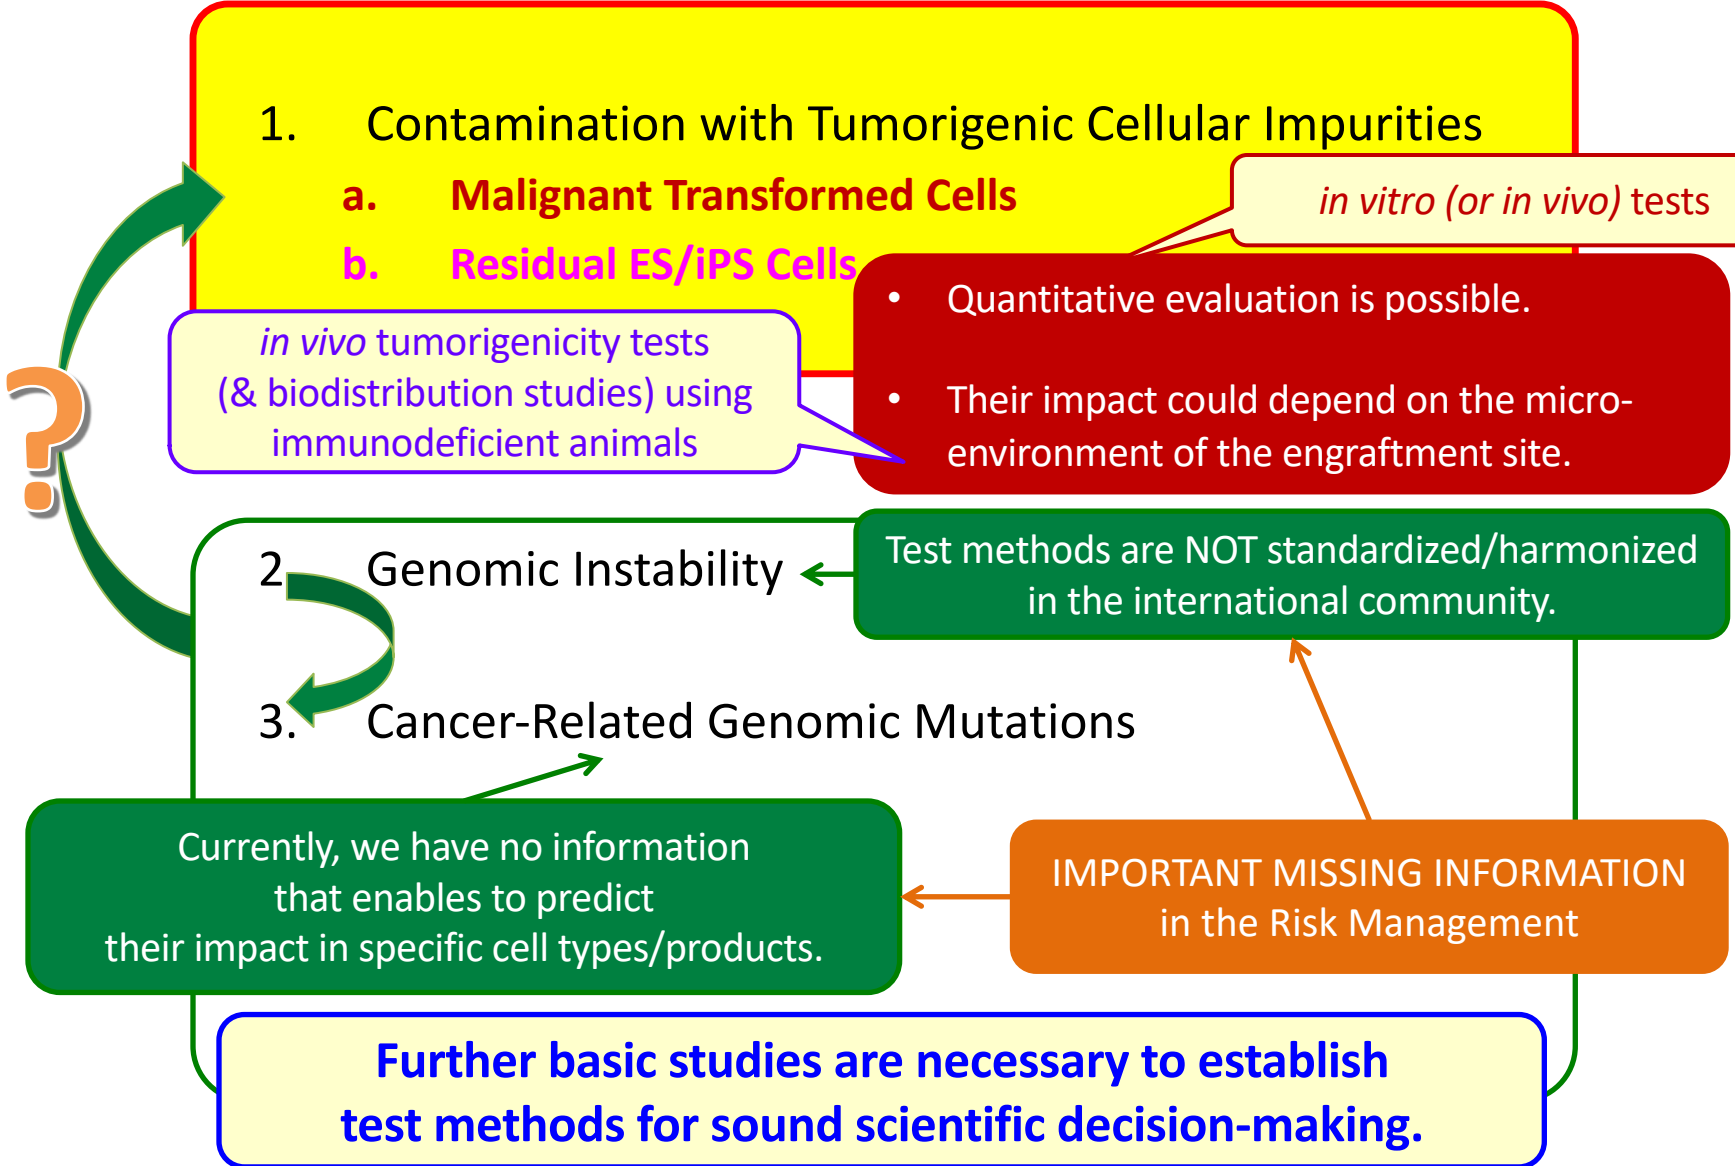 1. Contamination with Tumorigenic Cellular Impurities
a. Malignant Transformed Cells
b. Residual ES/iPS Cells
in vitro (or in vivo) tests
• Quantitative evaluation is possible.
• Their impact could depend on the micro-
environment of the engraftment site.
in vivo tumorigenicity tests
(& biodistribution studies) using
immunodeficient animals
?
2 Genomic Instability
Test methods are NOT standardized/harmonized
in the international community.
3. Cancer-Related Genomic Mutations
Currently, we have no information
that enables to predict
their impact in specific cell types/products.
IMPORTANT MISSING INFORMATION
in the Risk Management
Further basic studies are necessary to establish
test methods for sound scientific decision-making.